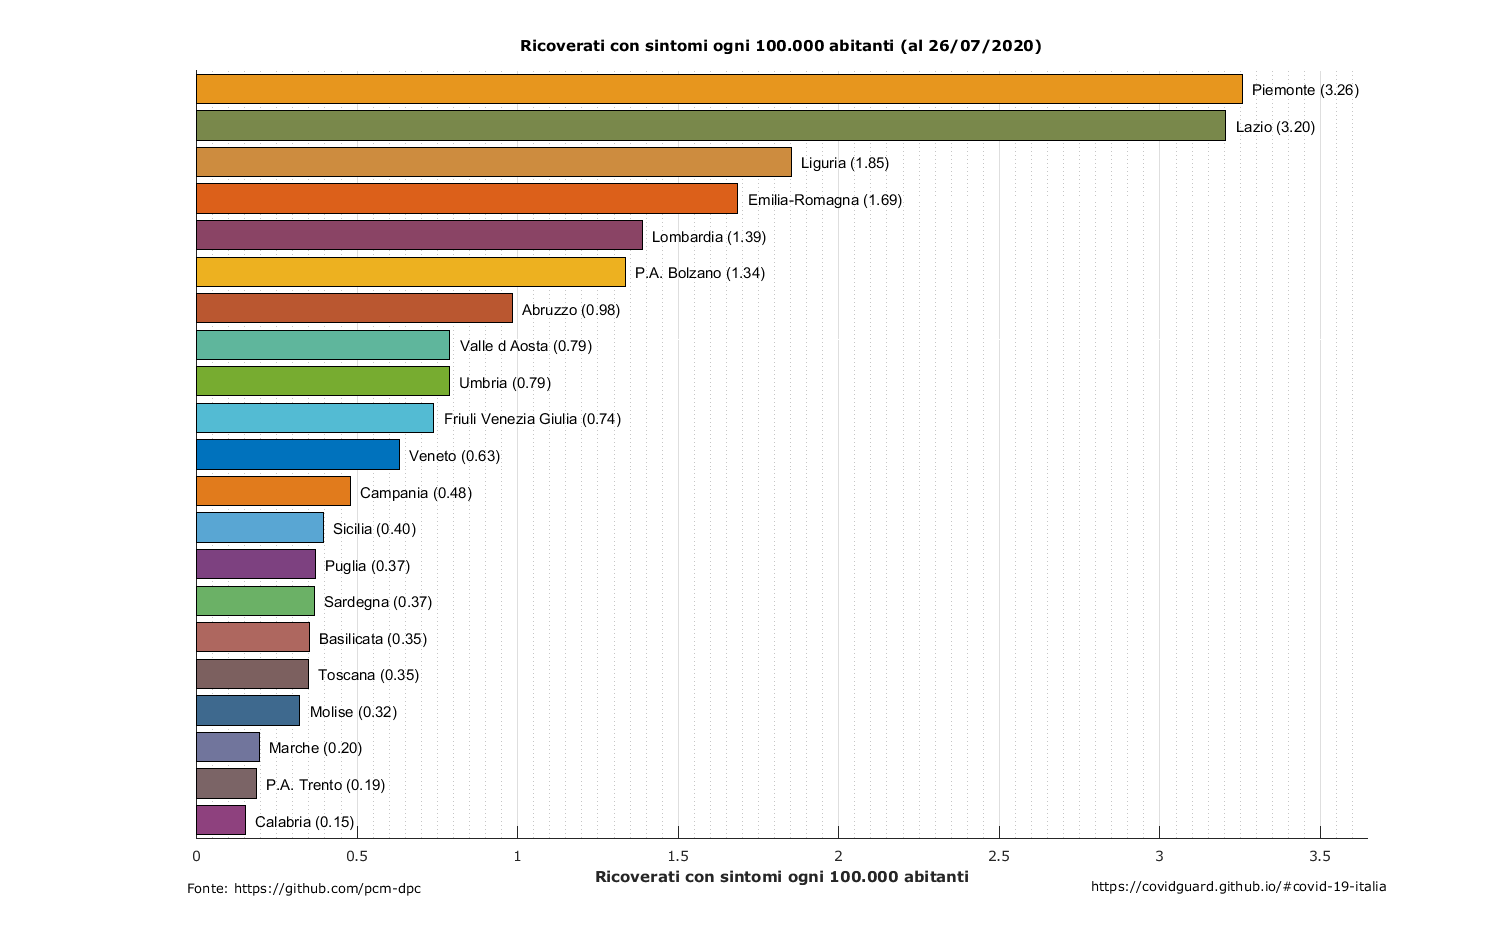 Ricoverati con sintomi ogni 100.000 abitanti (al 26/07/2020)
Piemonte (3.26)
Lazio (3.20)
Liguria (1.85)
Emilia-Romagna (1.69)
Lombardia (1.39)
P.A. Bolzano (1.34)
Abruzzo (0.98)
Valle d Aosta (0.79)
Umbria (0.79)
Friuli Venezia Giulia (0.74)
Veneto (0.63)
Campania (0.48)
Sicilia (0.40)
Puglia (0.37)
Sardegna (0.37)
Basilicata (0.35)
Toscana (0.35)
Molise (0.32)
Marche (0.20)
P.A. Trento (0.19)
Calabria (0.15)
0 0.5 1 1.5 2 2.5 3 3.5
Ricoverati con sintomi ogni 100.000 abitanti
Fonte: https://github.com/pcm-dpc
https://covidguard.github.io/#covid-19-italia